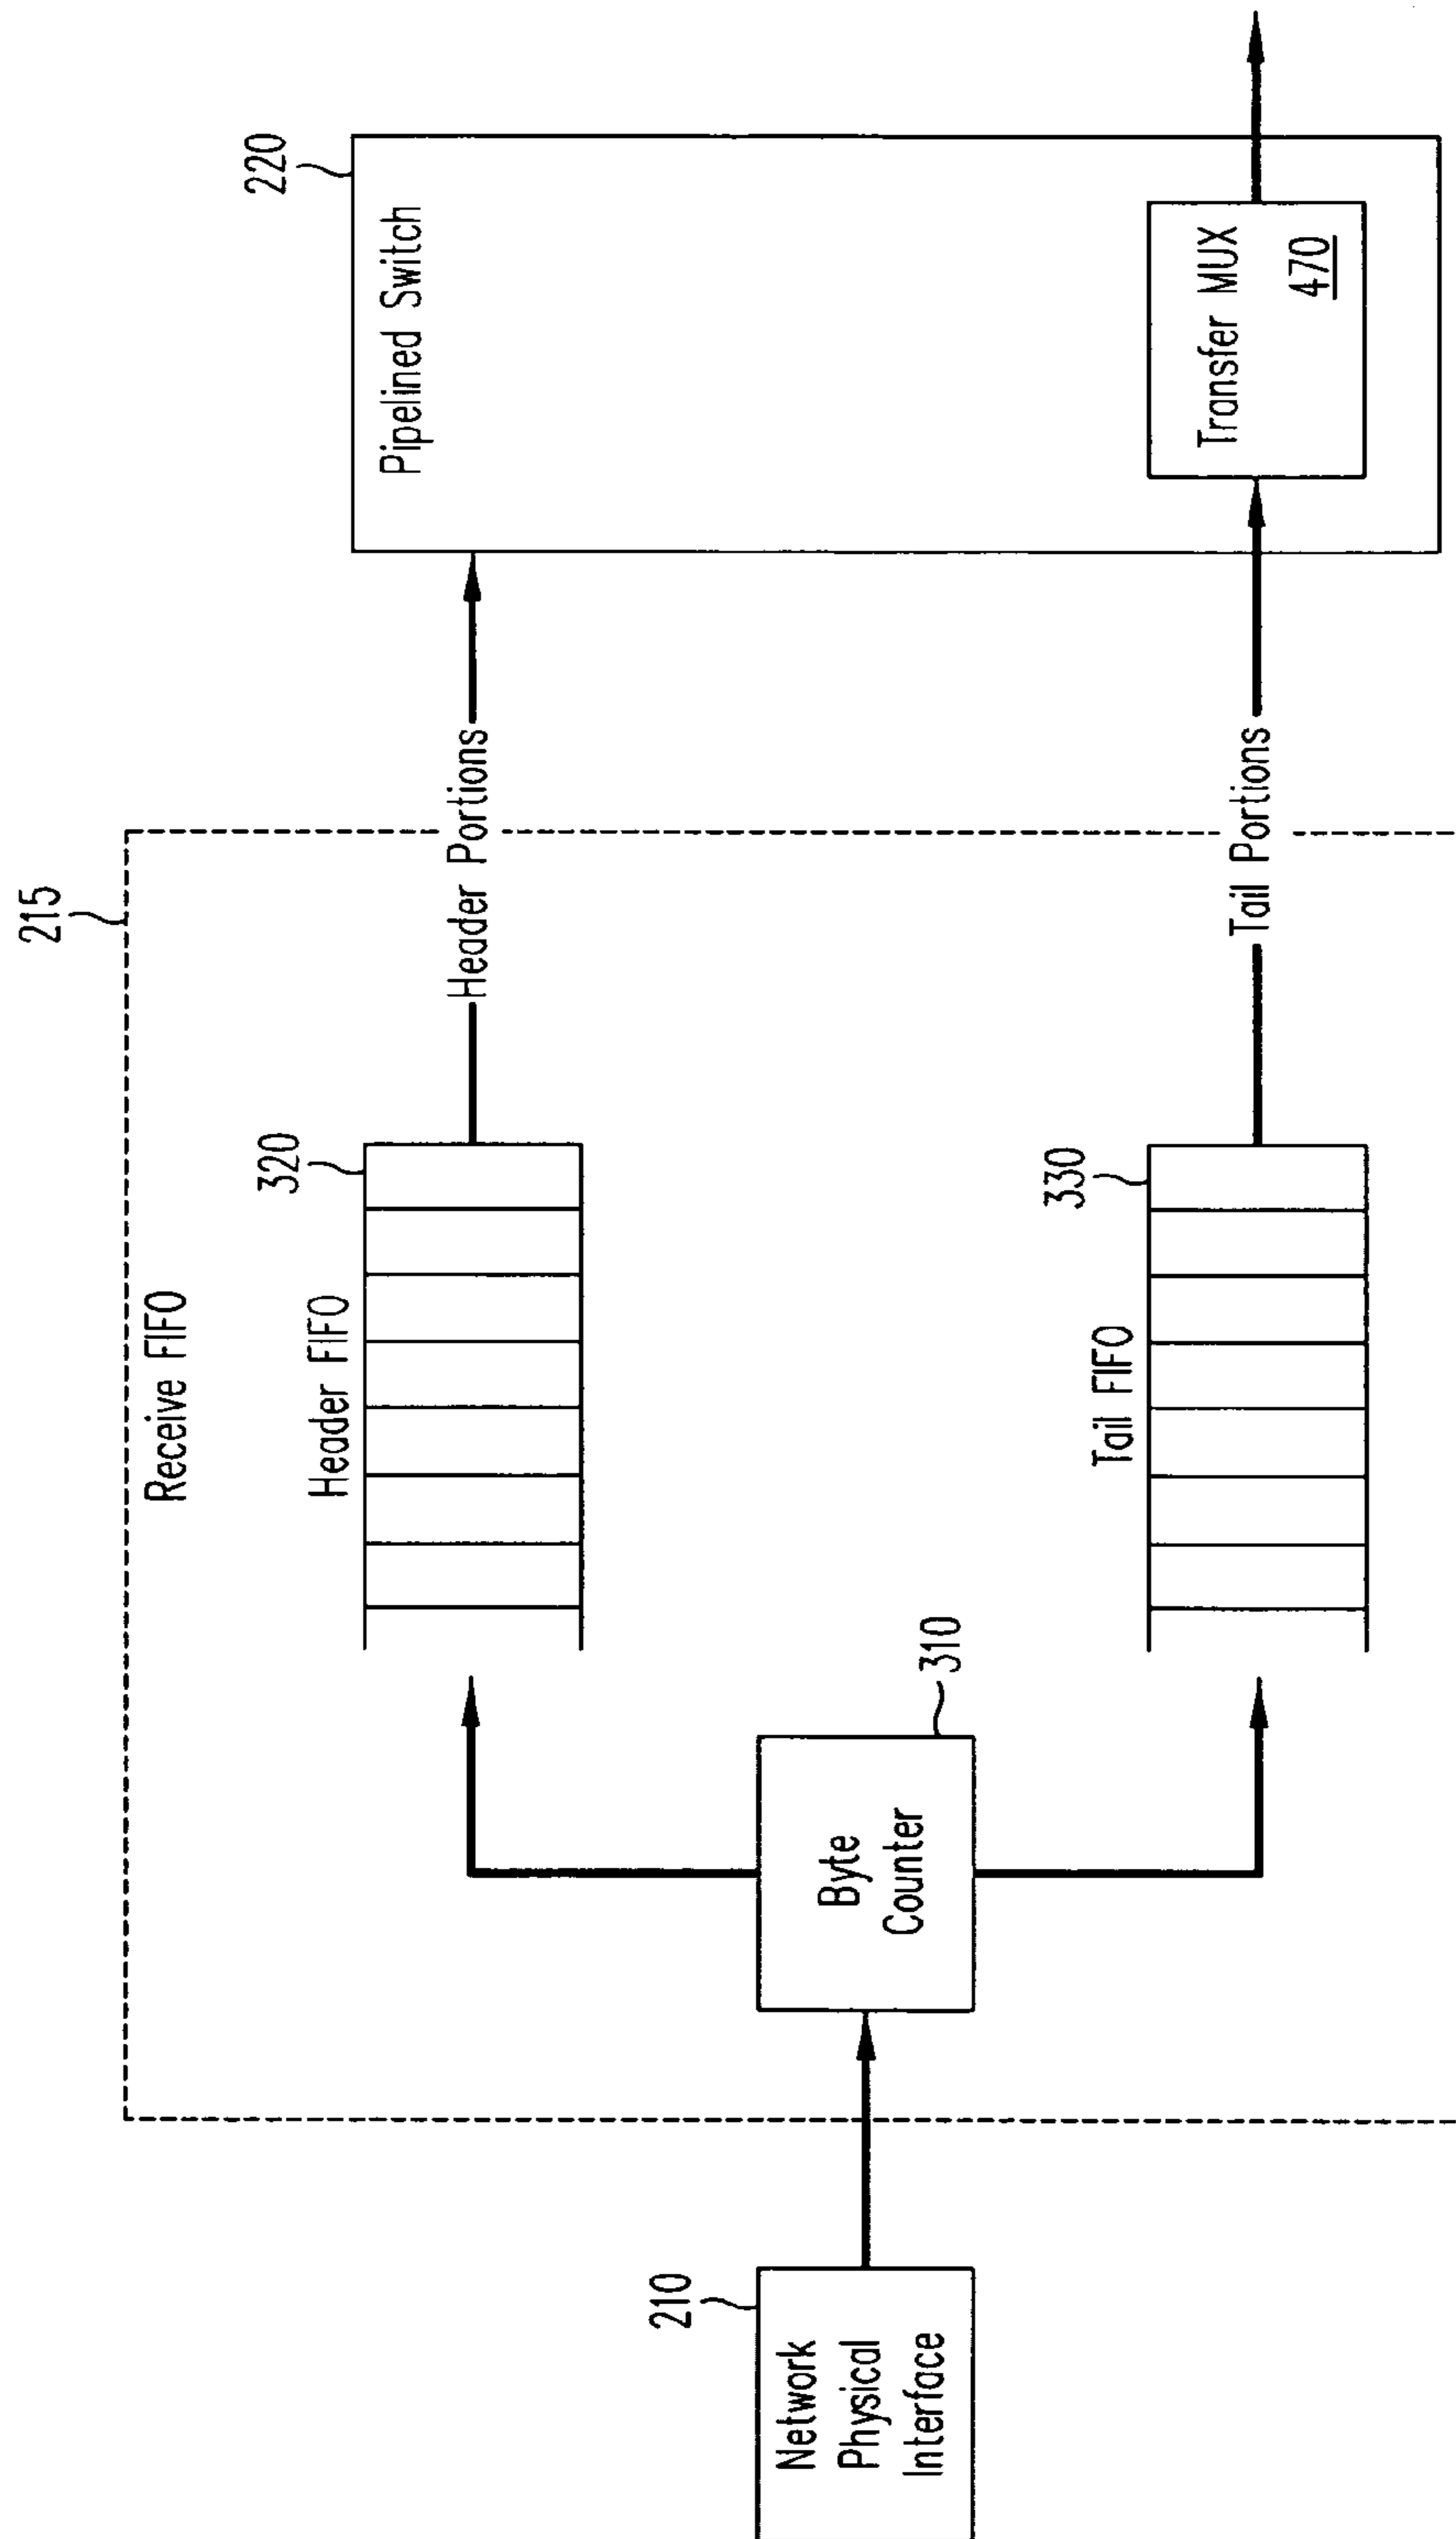 215
Receive FIFO
220
Pipelined Switch
320
Header FIFO
Header Portions
210
Network
Physical
Interface
Byte
Counter
310
330
Tail FIFO
Tail Portions
Transfer MUX
470